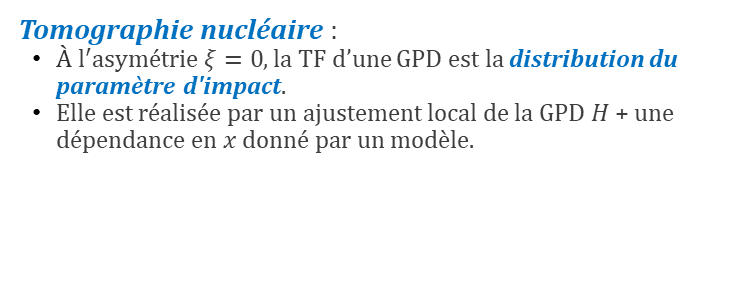 Tomographie nucléaire :
• À l'asymétrie ξ = 0, la TF d'une GPD est la distribution du
paramètre d'impact.
• Elle est réalisée par un ajustement local de la GPD H + une
dépendance en x donné par un modèle.